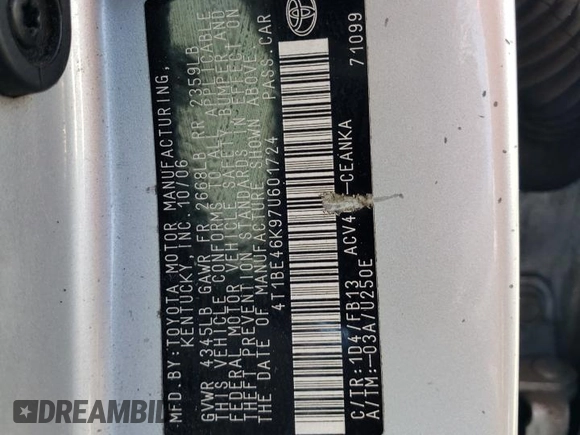 MFD. BY: TOYOTA MOTOR MANUFACTURING,
KENTUCKY, INC. 10/06
GVWR 4345LB GAWR FR 2668LB RR 2359LB
THIS VEHICLE CONFORMS TO ALL APPLICABLE
FEDERAL MOTOR VEHICLE SAFETY, BUMPER AND
THEFT PREVENTION STANDARDS IN EFFECT ON
THE DATE OF MANUFACTURE SHOWN ABOVE.
4T1BE46K97U601724 PASS. CAR
C/TR: 1D4/FB13 ACV4 -CEANKA 71099
A/TM: -03A/U250E
DREAMBID